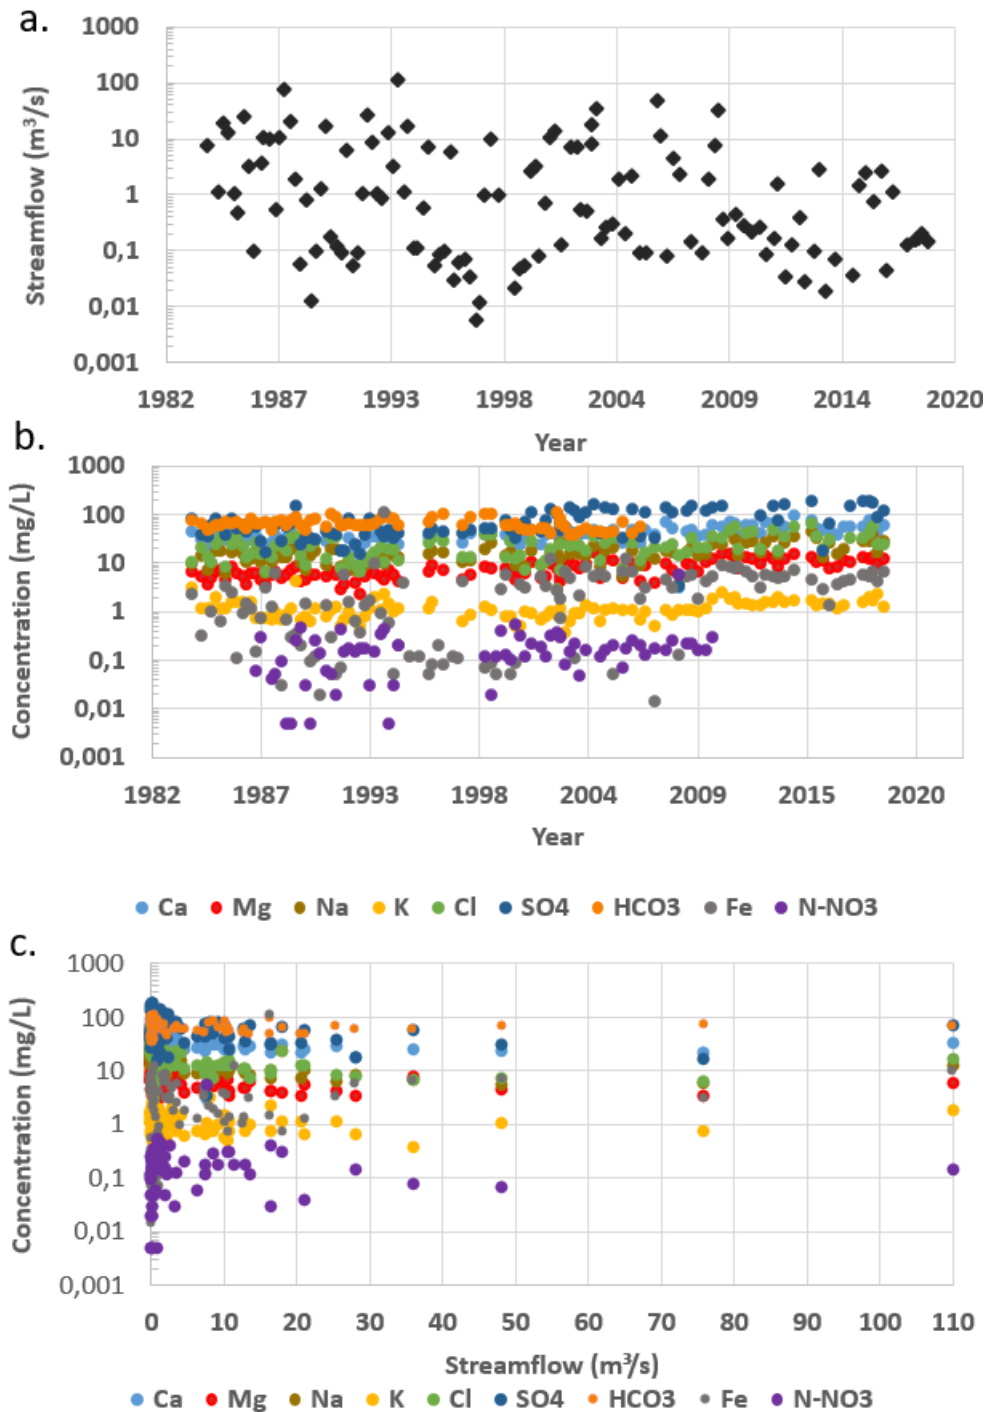 a.
1000
100
10
1
0,1
0,01
0,001
Streamflow (m³/s)
1982 1987 1993 1998 2004 2009 2014 2020
Year
b.
1000
100
10
1
0,1
0,01
0,001
Concentration (mg/L)
1982 1987 1993 1998 2004 2009 2015 2020
Year
Ca Mg Na K Cl SO4 HCO3 Fe N-NO3
c.
1000
100
10
1
0,1
0,01
0,001
Concentration (mg/L)
0 10 20 30 40 50 60 70 80 90 100 110
Streamflow (m³/s)
Ca Mg Na K Cl SO4 HCO3 Fe N-NO3